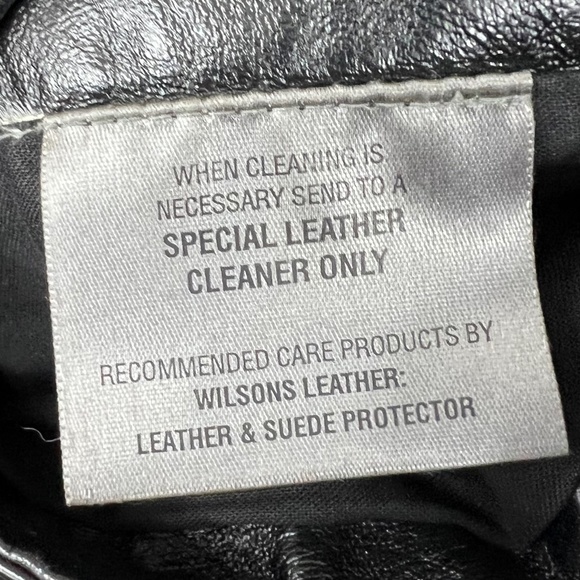 WHEN CLEANING IS
NECESSARY SEND TO A
SPECIAL LEATHER
CLEANER ONLY
RECOMMENDED CARE PRODUCTS BY
WILSONS LEATHER:
LEATHER & SUEDE PROTECTOR